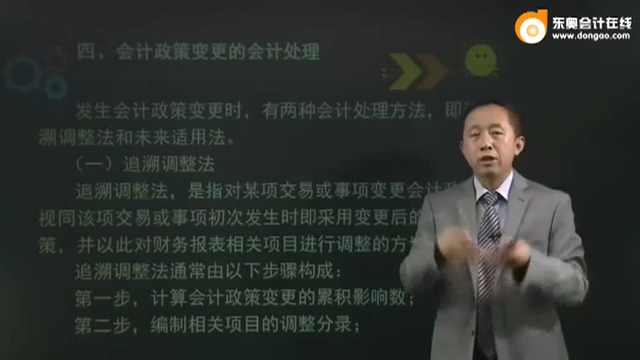 东奥会计在线
www.dongao.com
四、会计政策变更的会计处理
发生会计政策变更时，有两种会计处理方法，即
溯调整法和未来适用法。
（一）追溯调整法
追溯调整法，是指对某项交易或事项变更会计
视同该项交易或事项初次发生时即采用变更后的
策，并以此对财务报表相关项目进行调整的方
追溯调整法通常由以下步骤构成：
第一步，计算会计政策变更的累积影响数；
第二步，编制相关项目的调整分录；